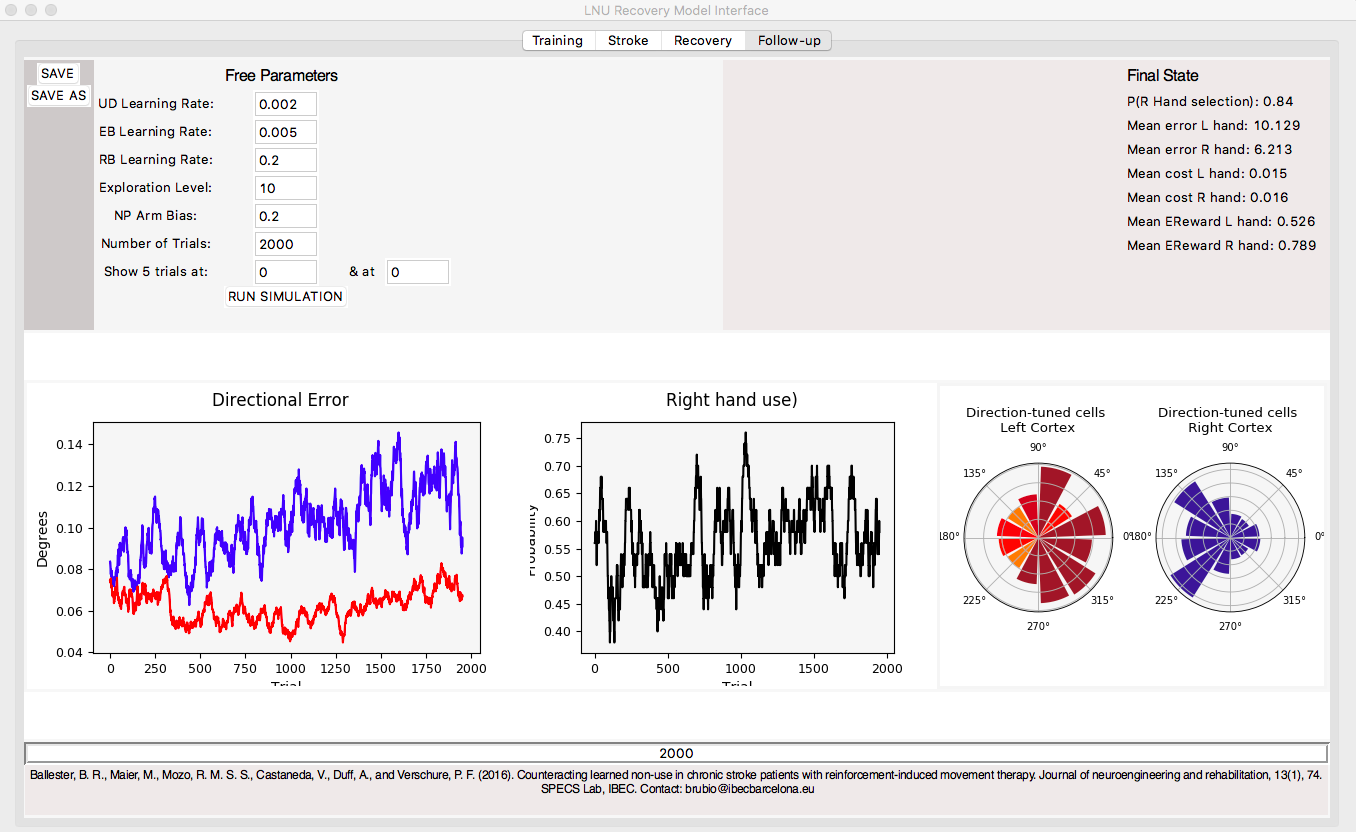 LNU Recovery Model Interface
Training Stroke Recovery Follow-up
SAVE
SAVE AS
Free Parameters
UD Learning Rate: 0.002
EB Learning Rate: 0.005
RB Learning Rate: 0.2
Exploration Level: 10
NP Arm Bias: 0.2
Number of Trials: 2000
Show 5 trials at: 0 & at 0
RUN SIMULATION
Final State
P(R Hand selection): 0.84
Mean error L hand: 10.129
Mean error R hand: 6.213
Mean cost L hand: 0.015
Mean cost R hand: 0.016
Mean EReward L hand: 0.526
Mean EReward R hand: 0.789
Directional Error
Degrees
0.14
0.12
0.10
0.08
0.06
0.04
0 250 500 750 1000 1250 1500 1750 2000
Trial
Right hand use)
Probability
0.75
0.70
0.65
0.60
0.55
0.50
0.45
0.40
0 500 1000 1500 2000
Trial
Direction-tuned cells
Left Cortex
90°
135° 45°
180° 0°
225° 315°
270°
Direction-tuned cells
Right Cortex
90°
135° 45°
180° 0°
225° 315°
270°
2000
Ballester, B. R., Maier, M., Mozo, R. M. S. S., Castaneda, V., Duff, A., and Verschure, P. F. (2016). Counteracting learned non-use in chronic stroke patients with reinforcement-induced movement therapy. Journal of neuroengineering and rehabilitation, 13(1), 74.
SPECS Lab, IBEC. Contact: brubio@ibecbarcelona.eu